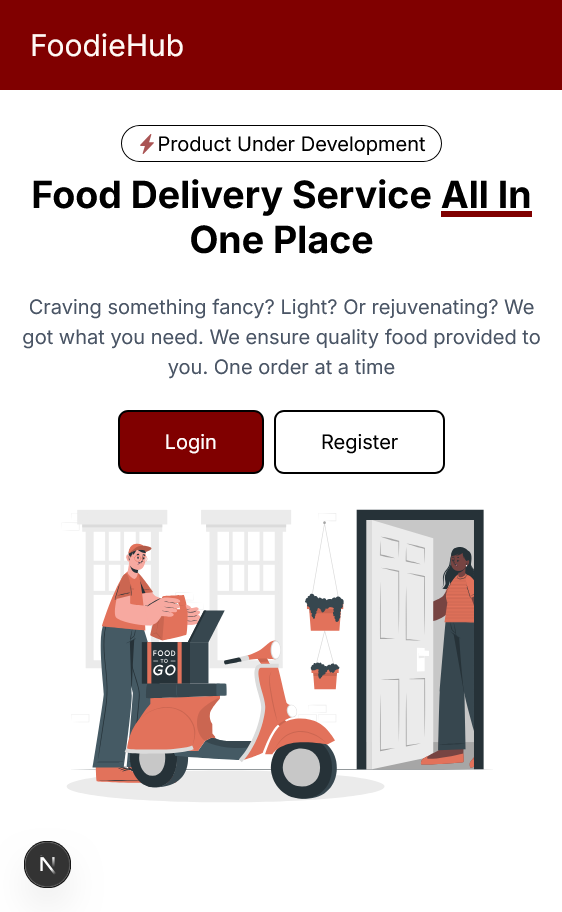 FoodieHub
Product Under Development
Food Delivery Service All In
One Place
Craving something fancy? Light? Or rejuvenating? We
got what you need. We ensure quality food provided to
you. One order at a time
Login
Register
FOOD
TO
GO
N